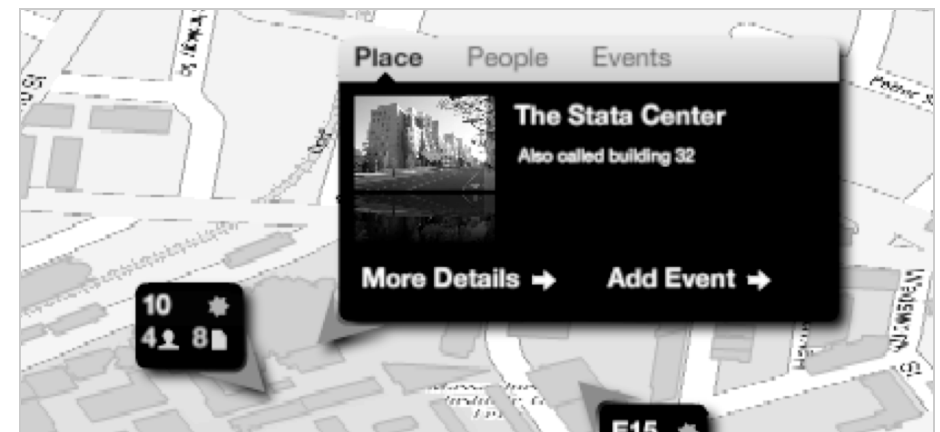 Place People Events
The Stata Center
Also called building 32
More Details Add Event
10
4 8
E15